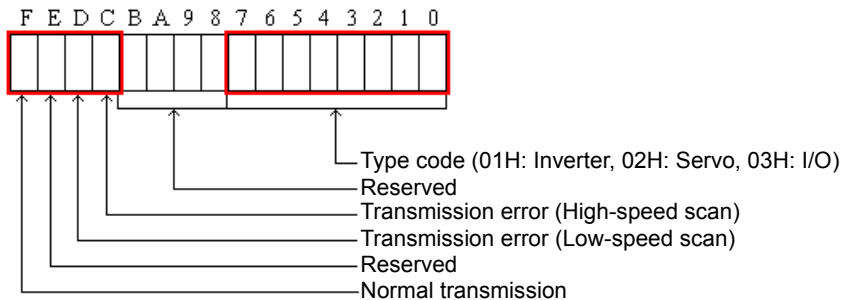 F E D C B A 9 8 7 6 5 4 3 2 1 0
Type code (01H: Inverter, 02H: Servo, 03H: I/O)
Reserved
Transmission error (High-speed scan)
Transmission error (Low-speed scan)
Reserved
Normal transmission